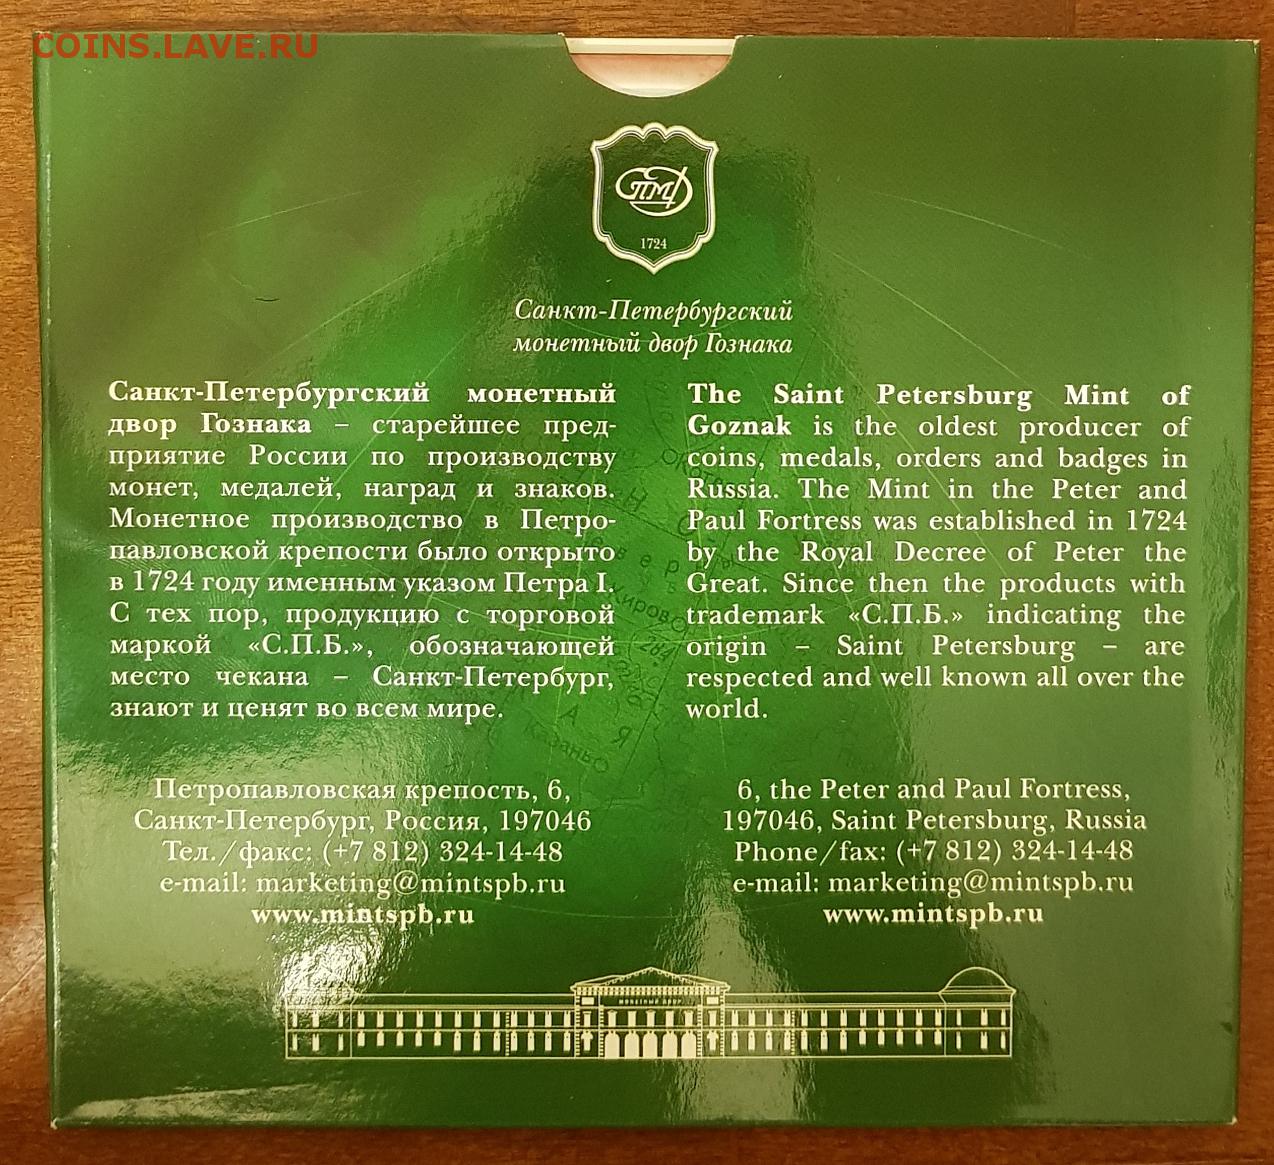 COINS.LAVE.RU
СПМД
1724
Санкт-Петербургский
монетный двор Гознака
Санкт-Петербургский монетный
двор Гознака – старейшее пред-
приятие России по производству
монет, медалей, наград и знаков.
Монетное производство в Петро-
павловской крепости было открыто
в 1724 году именным указом Петра I.
С тех пор, продукцию с торговой
маркой «С.П.Б.», обозначающей
место чекана – Санкт-Петербург,
знают и ценят во всем мире.
The Saint Petersburg Mint of
Goznak is the oldest producer of
coins, medals, orders and badges in
Russia. The Mint in the Peter and
Paul Fortress was established in 1724
by the Royal Decree of Peter the
Great. Since then the products with
trademark «С.П.Б.» indicating the
origin – Saint Petersburg – are
respected and well known all over the
world.
Петропавловская крепость, 6,
Санкт-Петербург, Россия, 197046
Тел./факс: (+7 812) 324-14-48
e-mail: marketing@mintspb.ru
www.mintspb.ru
6, the Peter and Paul Fortress,
197046, Saint Petersburg, Russia
Phone/fax: (+7 812) 324-14-48
e-mail: marketing@mintspb.ru
www.mintspb.ru
МОНЕТНЫЙ ДВОР